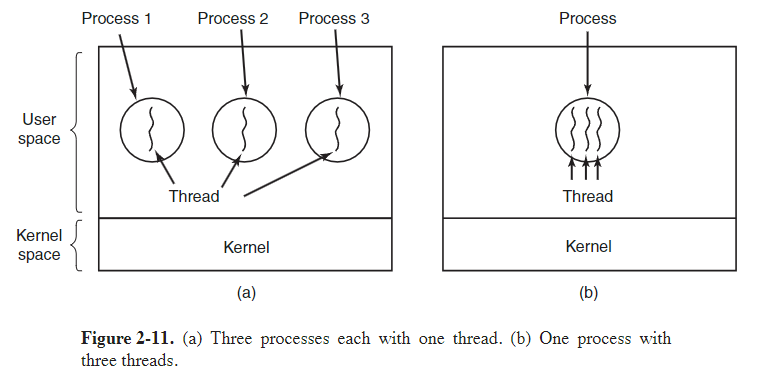 Process 1 Process 2 Process 3 Process
User
space
Thread Thread
Kernel
space
Kernel Kernel
(a) (b)
Figure 2-11. (a) Three processes each with one thread. (b) One process with
three threads.